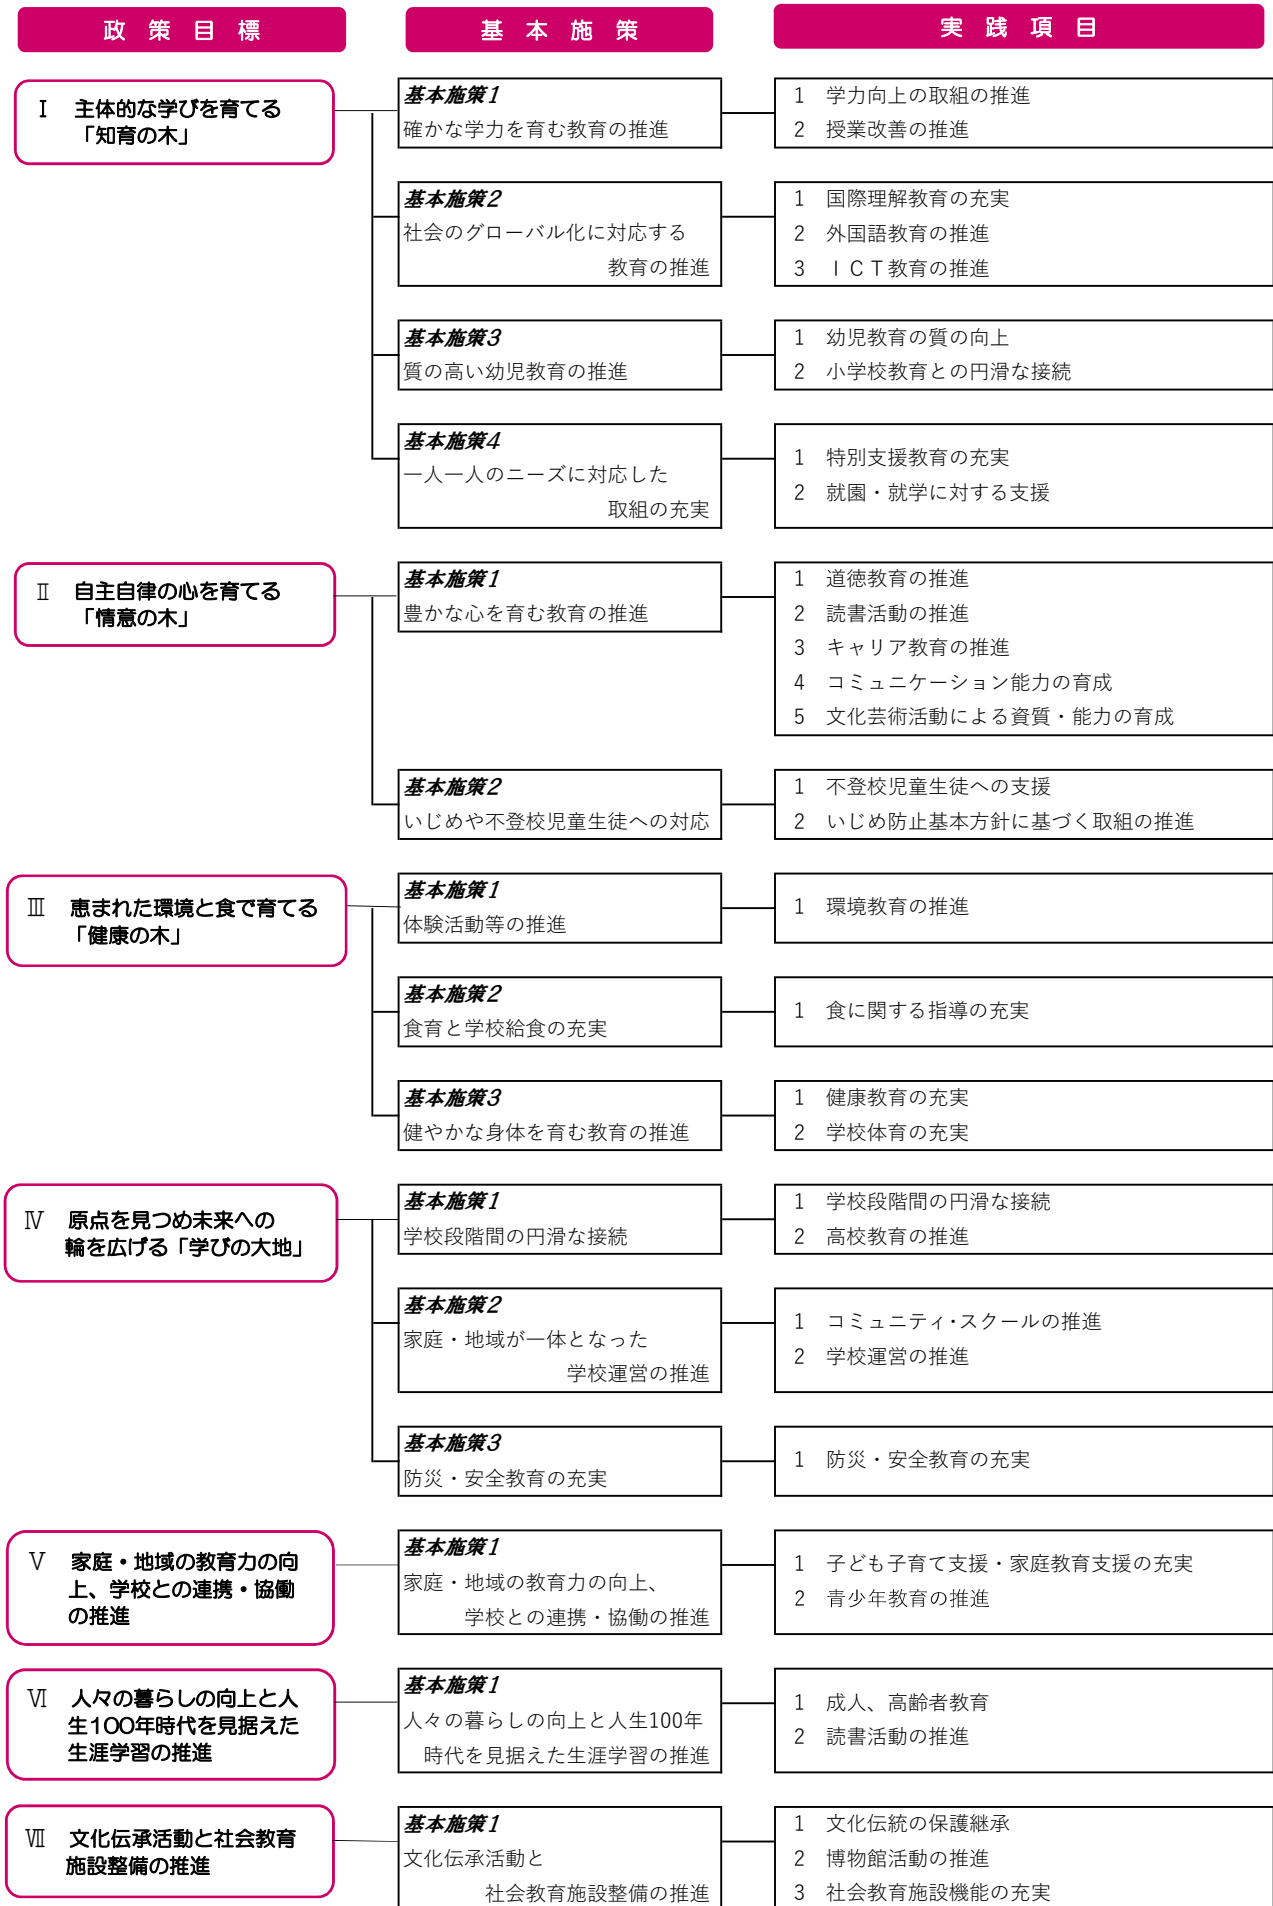 政策目標
基本施策
実践項目
Ⅰ 主体的な学びを育てる
「知育の木」
基本施策1
確かな学力を育む教育の推進
1 学力向上の取組の推進
2 授業改善の推進
基本施策2
社会のグローバル化に対応する
教育の推進
1 国際理解教育の充実
2 外国語教育の推進
3 ＩＣＴ教育の推進
基本施策3
質の高い幼児教育の推進
1 幼児教育の質の向上
2 小学校教育との円滑な接続
基本施策4
一人一人のニーズに対応した
取組の充実
1 特別支援教育の充実
2 就園・就学に対する支援
Ⅱ 自主自律の心を育てる
「情意の木」
基本施策1
豊かな心を育む教育の推進
1 道徳教育の推進
2 読書活動の推進
3 キャリア教育の推進
4 コミュニケーション能力の育成
5 文化芸術活動による資質・能力の育成
基本施策2
いじめや不登校児童生徒への対応
1 不登校児童生徒への支援
2 いじめ防止基本方針に基づく取組の推進
Ⅲ 恵まれた環境と食で育てる
「健康の木」
基本施策1
体験活動等の推進
1 環境教育の推進
基本施策2
食育と学校給食の充実
1 食に関する指導の充実
基本施策3
健やかな身体を育む教育の推進
1 健康教育の充実
2 学校体育の充実
Ⅳ 原点を見つめ未来への
輪を広げる「学びの大地」
基本施策1
学校段階間の円滑な接続
1 学校段階間の円滑な接続
2 高校教育の推進
基本施策2
家庭・地域が一体となった
学校運営の推進
1 コミュニティ・スクールの推進
2 学校運営の推進
基本施策3
防災・安全教育の充実
1 防災・安全教育の充実
Ⅴ 家庭・地域の教育力の向
上、学校との連携・協働
の推進
基本施策1
家庭・地域の教育力の向上、
学校との連携・協働の推進
1 子ども子育て支援・家庭教育支援の充実
2 青少年教育の推進
Ⅵ 人々の暮らしの向上と人
生100年時代を見据えた
生涯学習の推進
基本施策1
人々の暮らしの向上と人生100年
時代を見据えた生涯学習の推進
1 成人、高齢者教育
2 読書活動の推進
Ⅶ 文化伝承活動と社会教育
施設整備の推進
基本施策1
文化伝承活動と
社会教育施設整備の推進
1 文化伝統の保護継承
2 博物館活動の推進
3 社会教育施設機能の充実